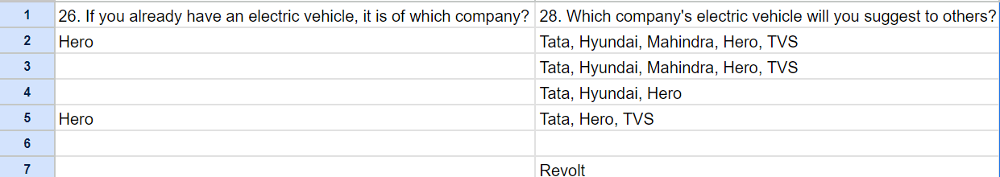 1 26. If you already have an electric vehicle, it is of which company? 28. Which company's electric vehicle will you suggest to others?
2 Hero Tata, Hyundai, Mahindra, Hero, TVS
3 Tata, Hyundai, Mahindra, Hero, TVS
4 Tata, Hyundai, Hero
5 Hero Tata, Hero, TVS
6
7 Revolt